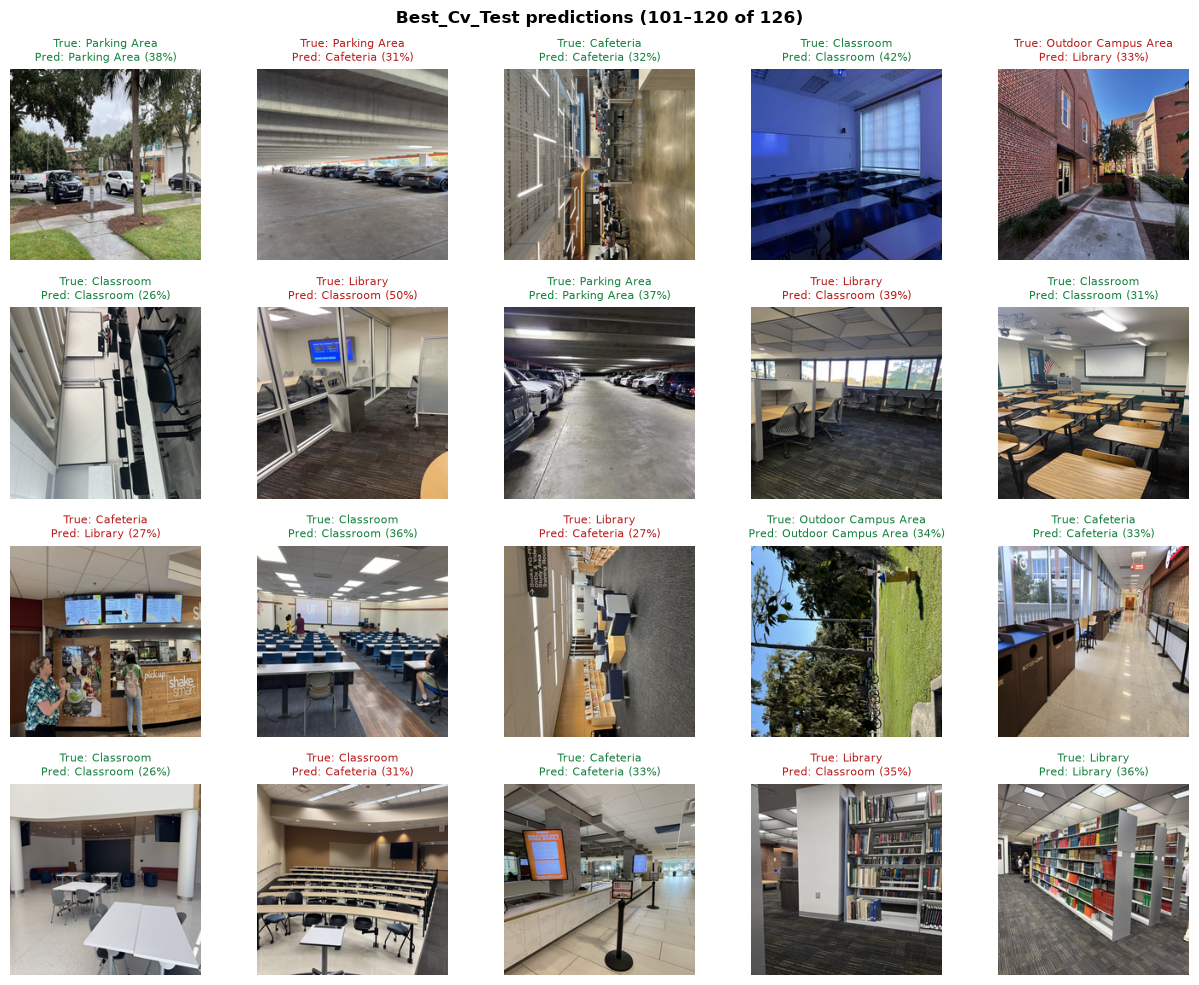 Best_Cv_Test predictions (101–120 of 126)
True: Parking Area
Pred: Parking Area (38%)
True: Parking Area
Pred: Cafeteria (31%)
True: Cafeteria
Pred: Cafeteria (32%)
True: Classroom
Pred: Classroom (42%)
True: Outdoor Campus Area
Pred: Library (33%)
True: Classroom
Pred: Classroom (26%)
True: Library
Pred: Classroom (50%)
True: Parking Area
Pred: Parking Area (37%)
True: Library
Pred: Classroom (39%)
True: Classroom
Pred: Classroom (31%)
True: Cafeteria
Pred: Library (27%)
pick up
shake
smart
True: Classroom
Pred: Classroom (36%)
True: Library
Pred: Cafeteria (27%)
True: Outdoor Campus Area
Pred: Outdoor Campus Area (34%)
True: Cafeteria
Pred: Cafeteria (33%)
True: Classroom
Pred: Classroom (26%)
True: Classroom
Pred: Cafeteria (31%)
True: Cafeteria
Pred: Cafeteria (33%)
True: Library
Pred: Classroom (35%)
True: Library
Pred: Library (36%)